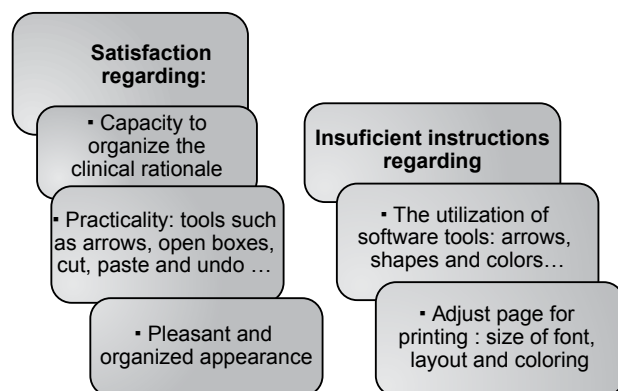 Satisfaction
regarding:
▪ Capacity to
organize the
clinical rationale
▪ Practicality: tools such
as arrows, open boxes,
cut, paste and undo …
▪ Pleasant and
organized appearance
Insuficient instructions
regarding
▪ The utilization of
software tools: arrows,
shapes and colors…
▪ Adjust page for
printing : size of font,
layout and coloring